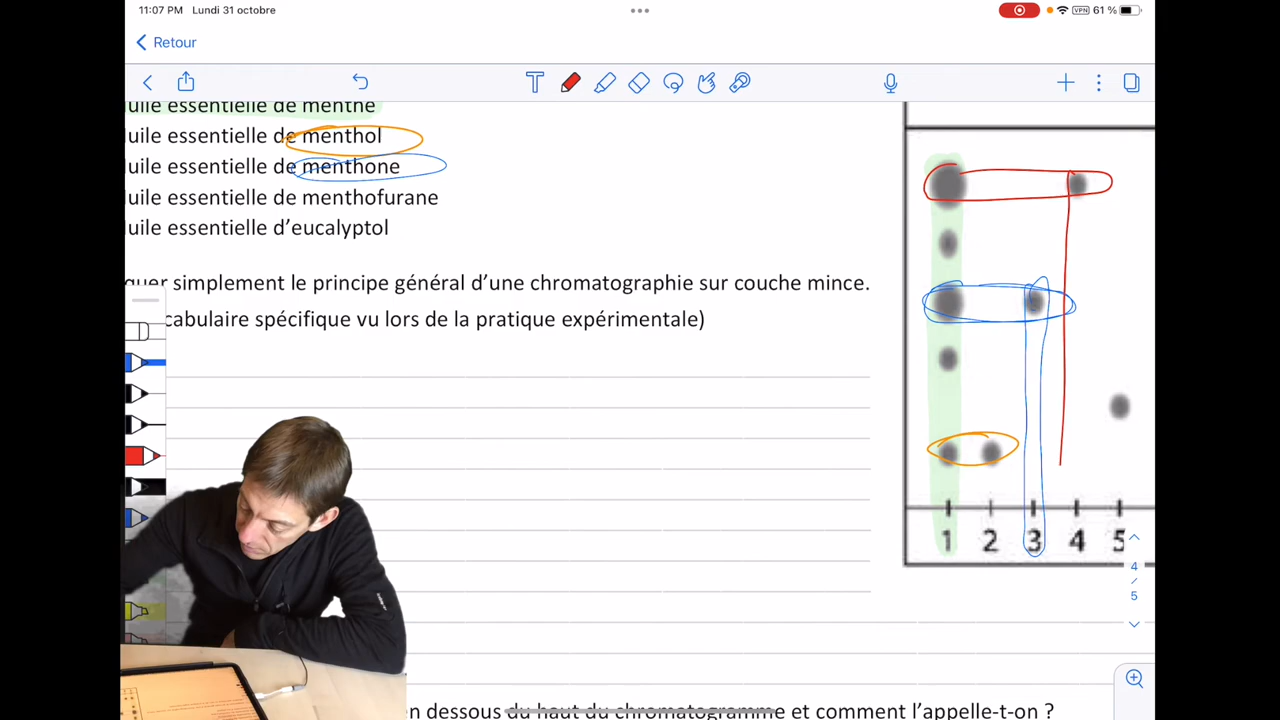 11:07 PM Lundi 31 octobre
VPN 61 %
Retour
uile essentielle de menthe
uile essentielle de menthol
uile essentielle de menthone
uile essentielle de menthofurane
uile essentielle d'eucalyptol
quer simplement le principe général d'une chromatographie sur couche mince.
cabulaire spécifique vu lors de la pratique expérimentale)
1 2 3 4 5
4
/
5
en dessous du haut du chromatogramme et comment l'appelle-t-on ?